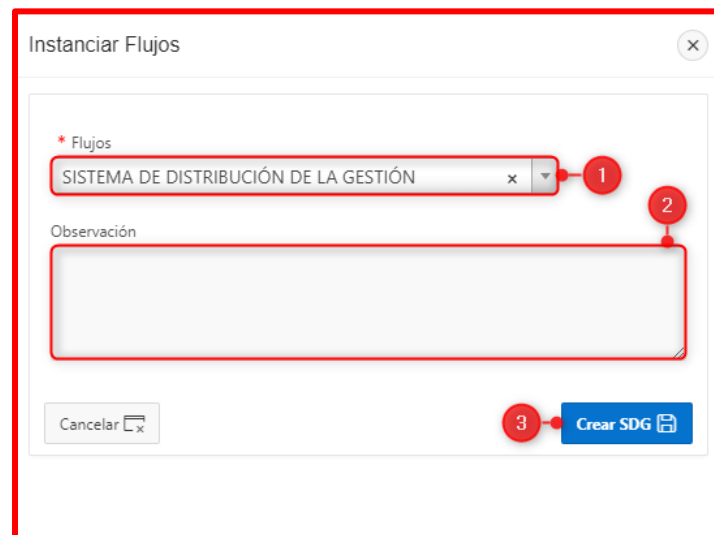 Instanciar Flujos
* Flujos
SISTEMA DE DISTRIBUCIÓN DE LA GESTIÓN
1
2
Observación
Cancelar
3
Crear SDG